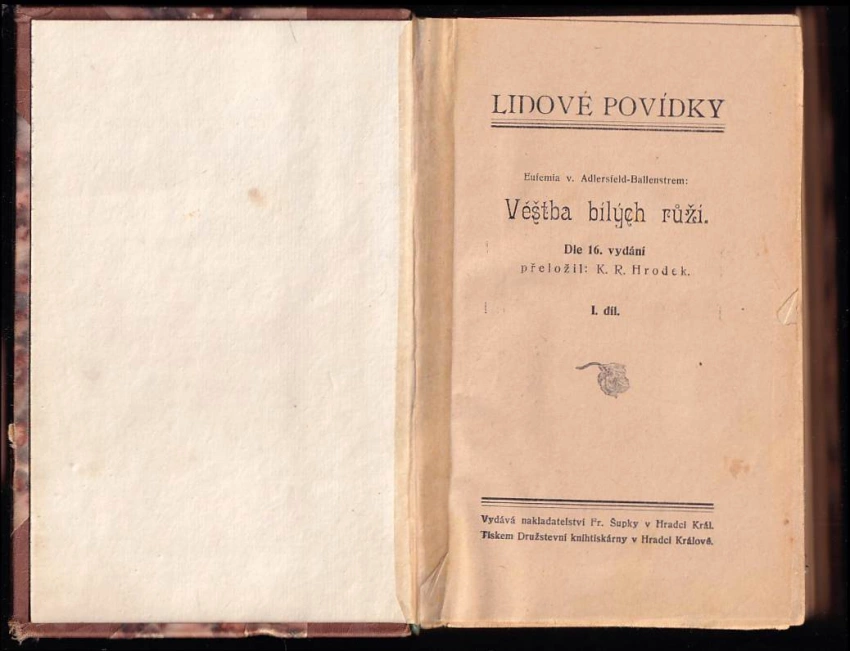 LIDOVÉ POVÍDKY
Eufemia v. Adlersfeld-Ballenstrem:
Věštba bílých růží.
Dle 16. vydání
přeložil: K. R. Hrodek.
I. díl.
Vydává nakladatelství Fr. Šupky v Hradci Král.
Tiskem Družstevní knihtiskárny v Hradci Králové.